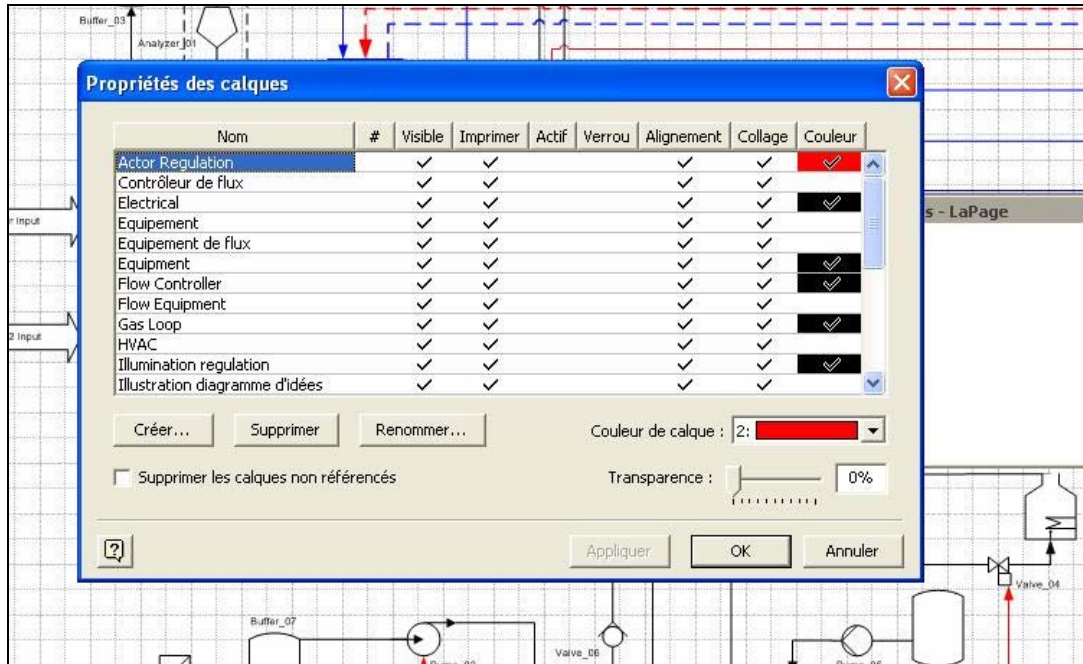 Buffer_03
Analyzer_01
Propriétés des calques
Nom # Visible Imprimer Actif Verrou Alignement Collage Couleur
Actor Regulation
Contrôleur de flux
Electrical
r Input
Equipement
s - LaPage
Equipement de flux
Equipment
Flow Controller
Flow Equipment
Gas Loop
2 Input
HVAC
Illumination regulation
Illustration diagramme d'idées
Créer... Supprimer Renommer... Couleur de calque : 2:
Supprimer les calques non référencés Transparence : 0%
Appliquer OK Annuler
Valve_04
Buffer_07
Valve_06